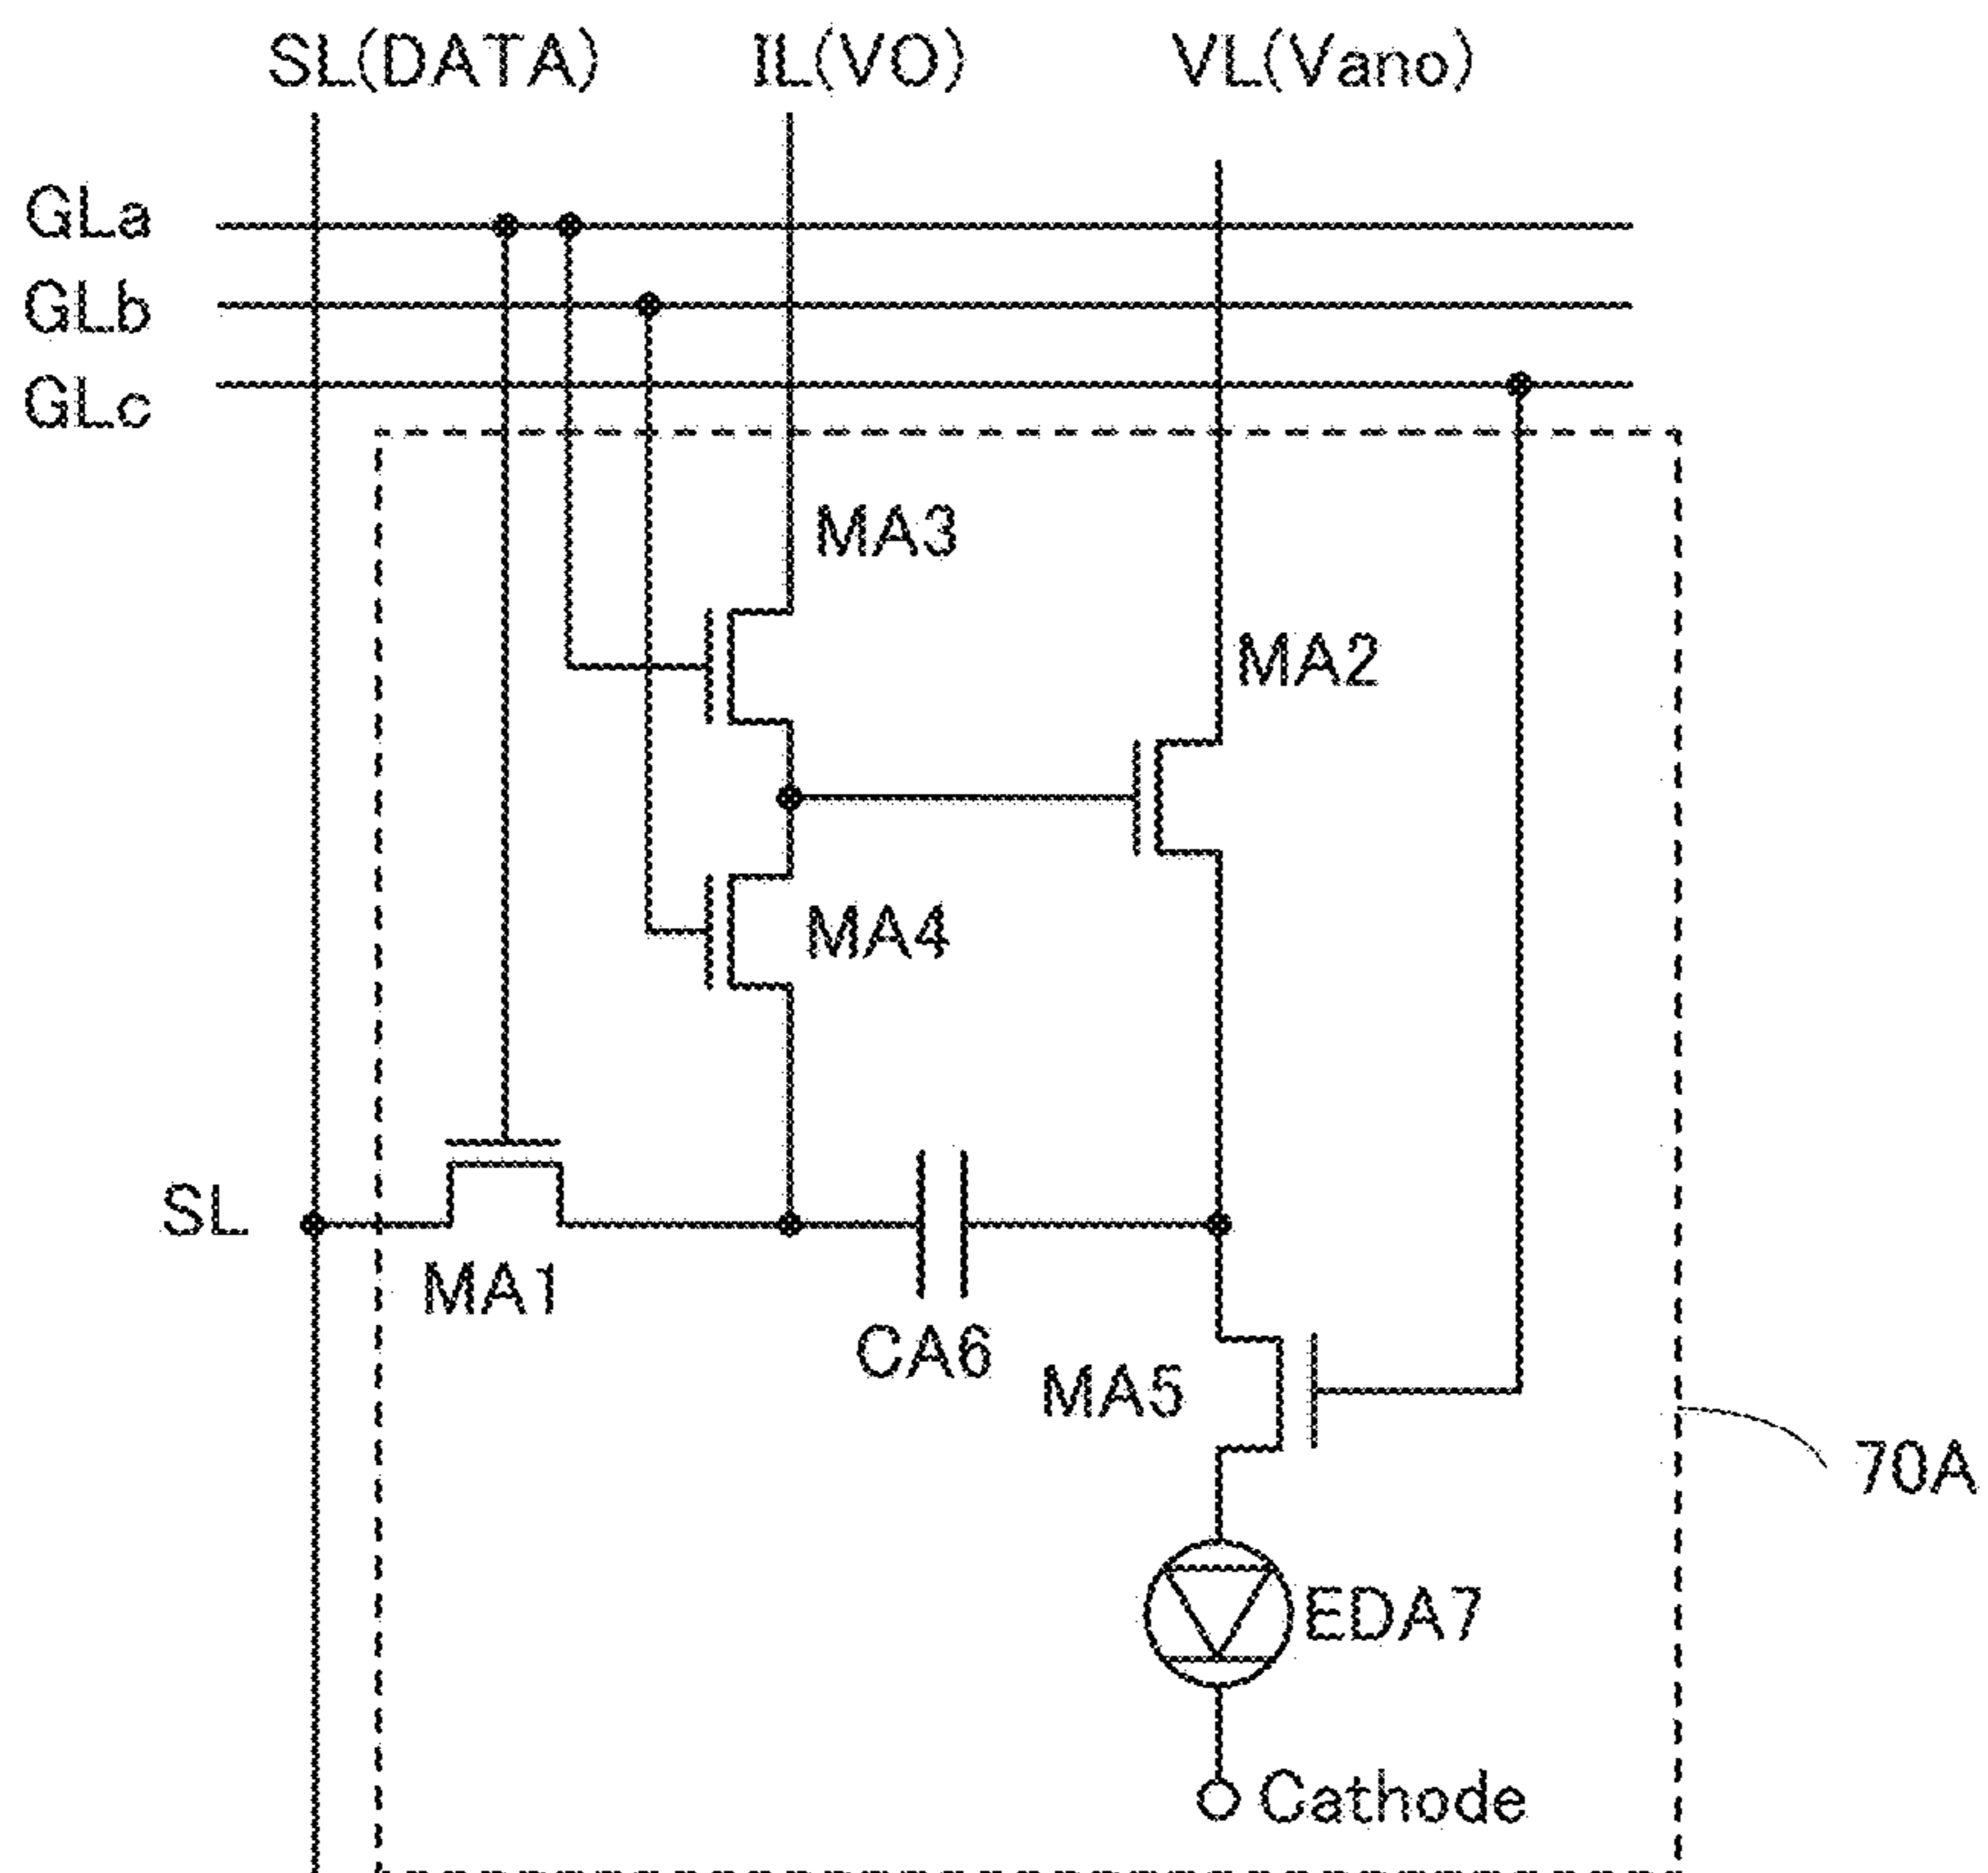 SL(DATA)
IL(VO)
VL(Vano)
GLa
GLb
GLc
MA3
MA2
MA4
SL
MA1
CA6
MA5
70A
EDA7
Cathode